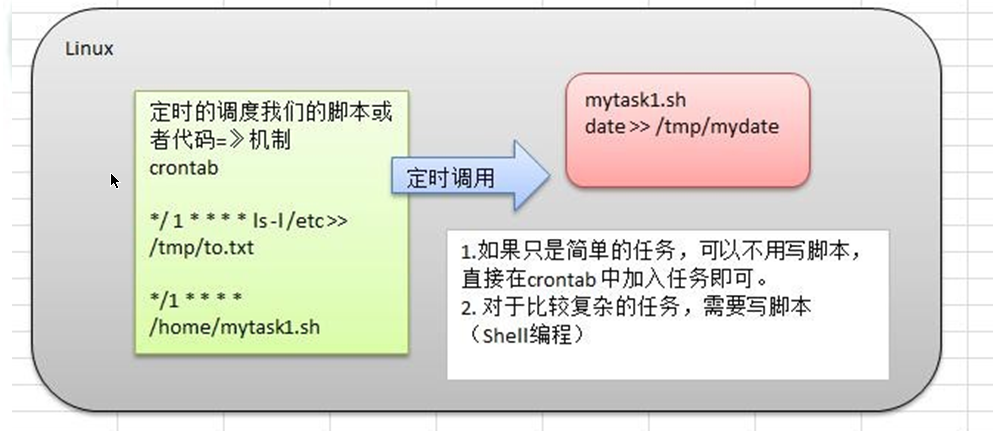 Linux
定时的调度我们的脚本或
者代码=》机制
crontab
*/ 1 * * * * ls -l /etc >>
/tmp/to.txt
*/1 * * * *
/home/mytask1.sh
定时调用
mytask1.sh
date >> /tmp/mydate
1.如果只是简单的任务，可以不用写脚本，
直接在crontab 中加入任务即可。
2. 对于比较复杂的任务，需要写脚本
（Shell编程）